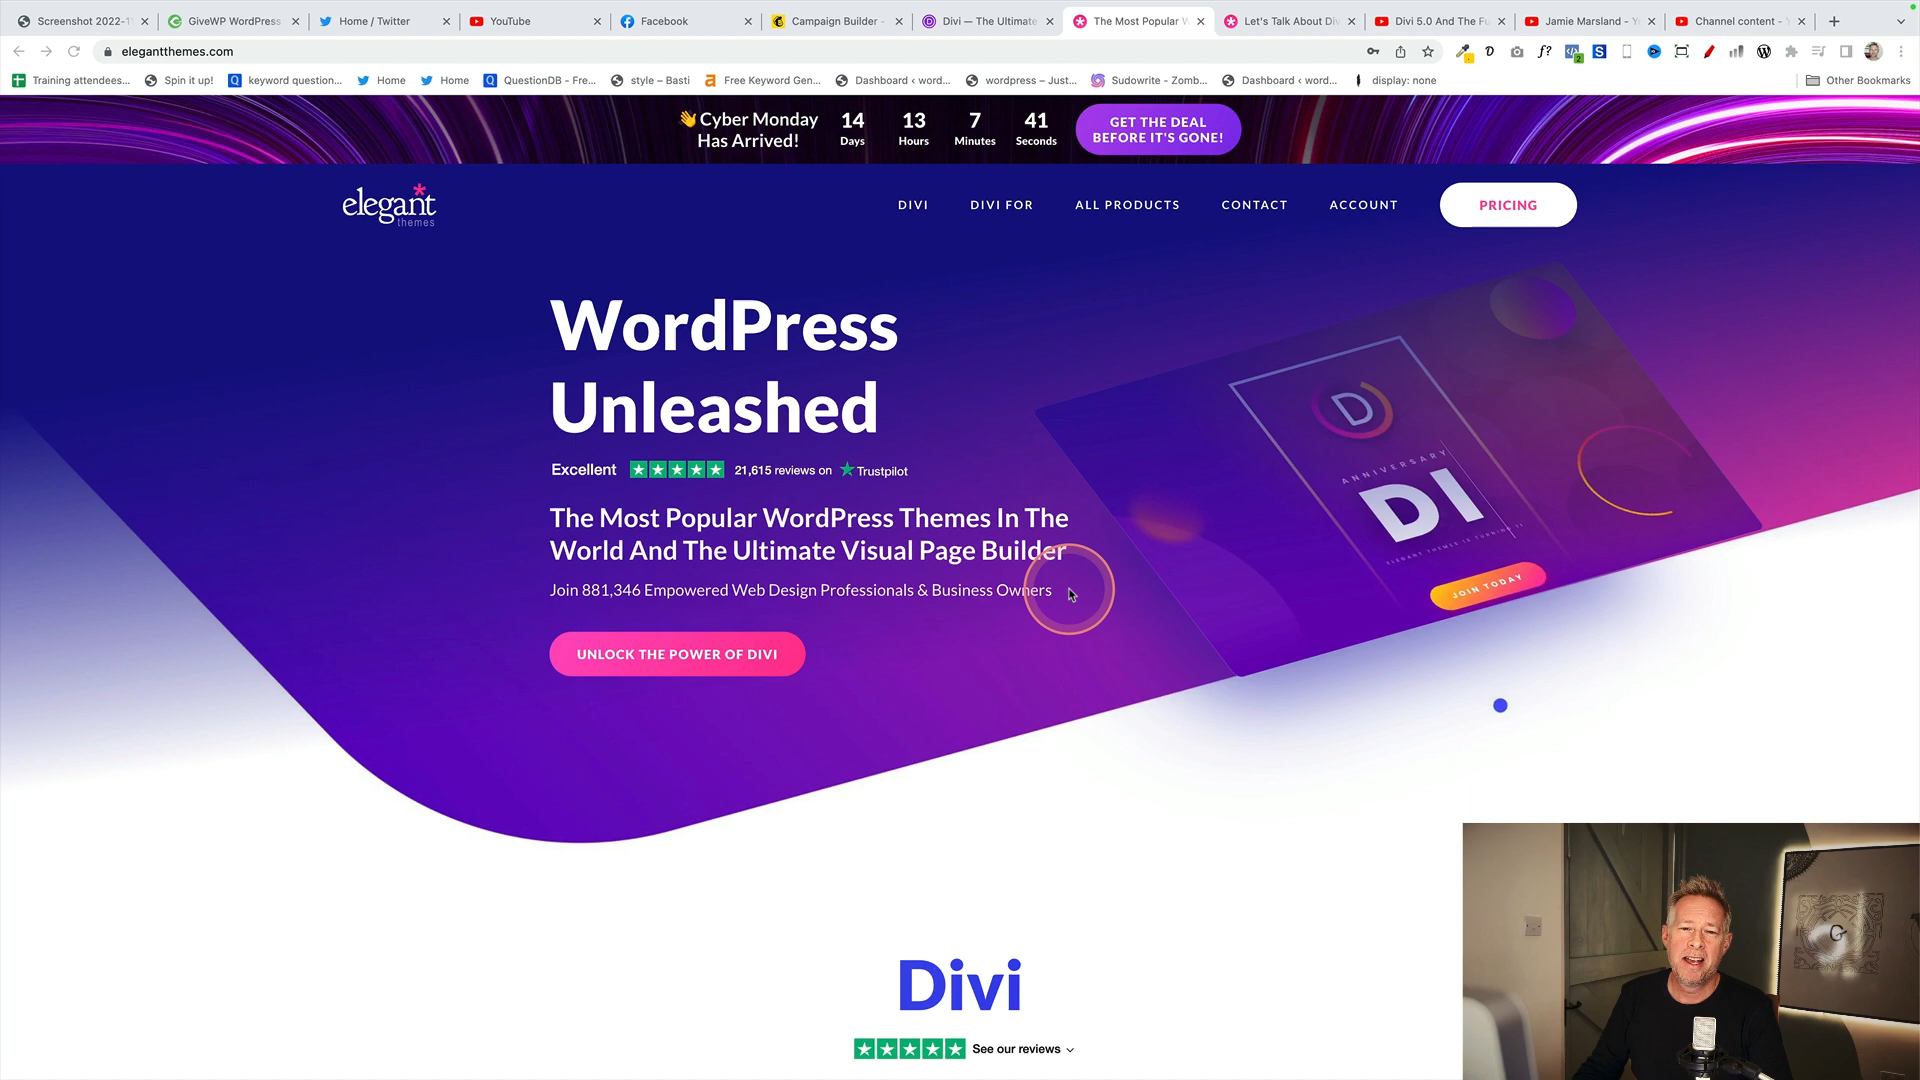 Screenshot 2022-1
GiveWP WordPress
Home / Twitter
YouTube
Facebook
Campaign Builder -
Divi — The Ultimate
The Most Popular W
Let's Talk About Div
Divi 5.0 And The Fu
Jamie Marsland - Y
Channel content - Y
elegantthemes.com
Training attendees...
Spin it up!
keyword question...
Home
Home
QuestionDB - Fre...
style – Basti
Free Keyword Gen...
Dashboard ‹ word...
wordpress – Just...
Sudowrite - Zomb...
Dashboard ‹ word...
display: none
Other Bookmarks
👋 Cyber Monday
Has Arrived!
14
Days
13
Hours
7
Minutes
41
Seconds
GET THE DEAL
BEFORE IT'S GONE!
elegant
themes
DIVI
DIVI FOR
ALL PRODUCTS
CONTACT
ACCOUNT
PRICING
WordPress
Unleashed
Excellent
21,615 reviews on
Trustpilot
The Most Popular WordPress Themes In The
World And The Ultimate Visual Page Builder
Join 881,346 Empowered Web Design Professionals & Business Owners
UNLOCK THE POWER OF DIVI
D
ANNIVERSARY
DI
ELEGANT THEMES IS TURNING 11
JOIN TODAY
Divi
See our reviews
G